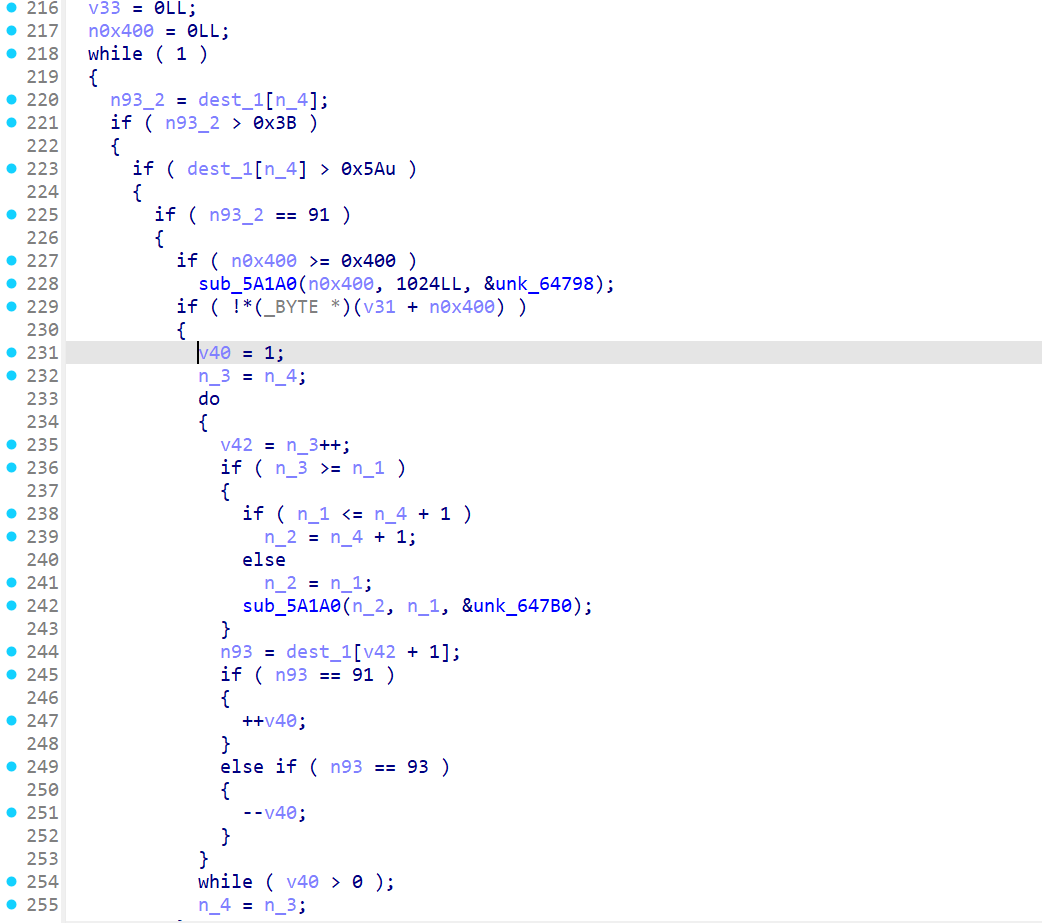 216 v33 = 0LL;
217 n0x400 = 0LL;
218 while ( 1 )
219 {
220 n93_2 = dest_1[n_4];
221 if ( n93_2 > 0x3B )
222 {
223 if ( dest_1[n_4] > 0x5Au )
224 {
225 if ( n93_2 == 91 )
226 {
227 if ( n0x400 >= 0x400 )
228 sub_5A1A0(n0x400, 1024LL, &unk_64798);
229 if ( !*(_BYTE *)(v31 + n0x400) )
230 {
231 v40 = 1;
232 n_3 = n_4;
233 do
234 {
235 v42 = n_3++;
236 if ( n_3 >= n_1 )
237 {
238 if ( n_1 <= n_4 + 1 )
239 n_2 = n_4 + 1;
240 else
241 n_2 = n_1;
242 sub_5A1A0(n_2, n_1, &unk_647B0);
243 }
244 n93 = dest_1[v42 + 1];
245 if ( n93 == 91 )
246 {
247 ++v40;
248 }
249 else if ( n93 == 93 )
250 {
251 --v40;
252 }
253 }
254 while ( v40 > 0 );
255 n_4 = n_3;